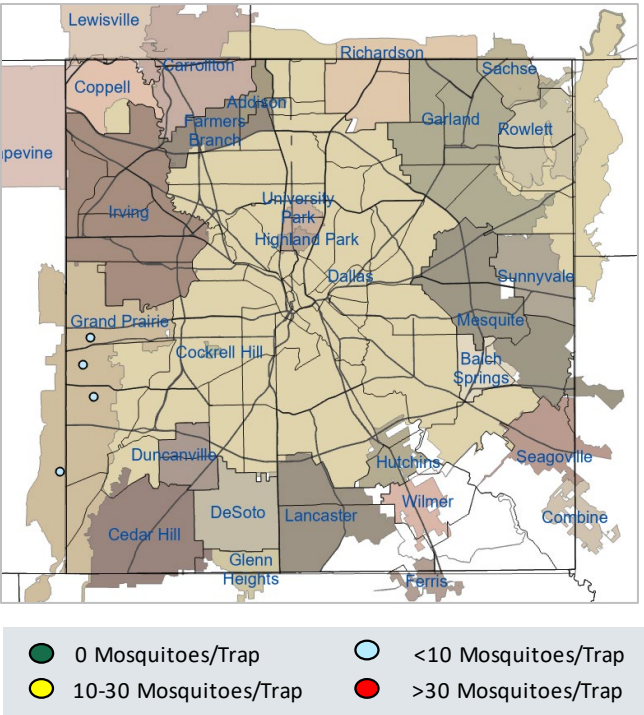 Lewisville
Richardson
Carrollton
Sachse
Coppell
Addison
Garland
Farmers
Branch
Rowlett
apevine
University
Park
Irving
Highland Park
Dallas
Sunnyvale
Grand Prairie
Mesquite
Cockrell Hill
Balch
Springs
Duncanville
Hutchins
Seagoville
Wilmer
DeSoto
Lancaster
Combine
Cedar Hill
Glenn
Heights
Ferris
0 Mosquitoes/Trap
<10 Mosquitoes/Trap
10-30 Mosquitoes/Trap
>30 Mosquitoes/Trap